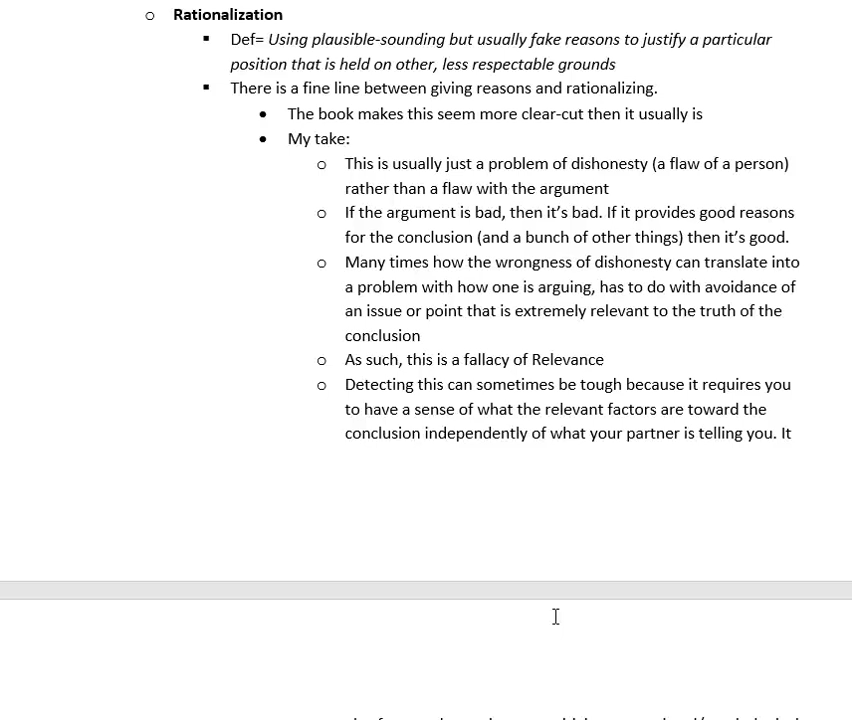 o Rationalization
▪ Def= Using plausible-sounding but usually fake reasons to justify a particular
position that is held on other, less respectable grounds
▪ There is a fine line between giving reasons and rationalizing.
• The book makes this seem more clear-cut then it usually is
• My take:
o This is usually just a problem of dishonesty (a flaw of a person)
rather than a flaw with the argument
o If the argument is bad, then it’s bad. If it provides good reasons
for the conclusion (and a bunch of other things) then it’s good.
o Many times how the wrongness of dishonesty can translate into
a problem with how one is arguing, has to do with avoidance of
an issue or point that is extremely relevant to the truth of the
conclusion
o As such, this is a fallacy of Relevance
o Detecting this can sometimes be tough because it requires you
to have a sense of what the relevant factors are toward the
conclusion independently of what your partner is telling you. It